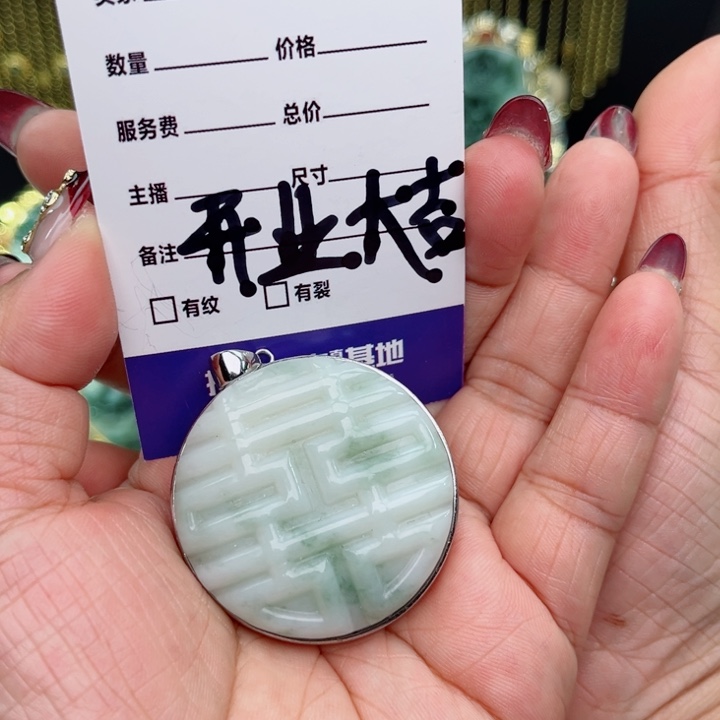 数量 价格
服务费 总价
主播 尺寸
开业大吉
备注
有纹 有裂
基地